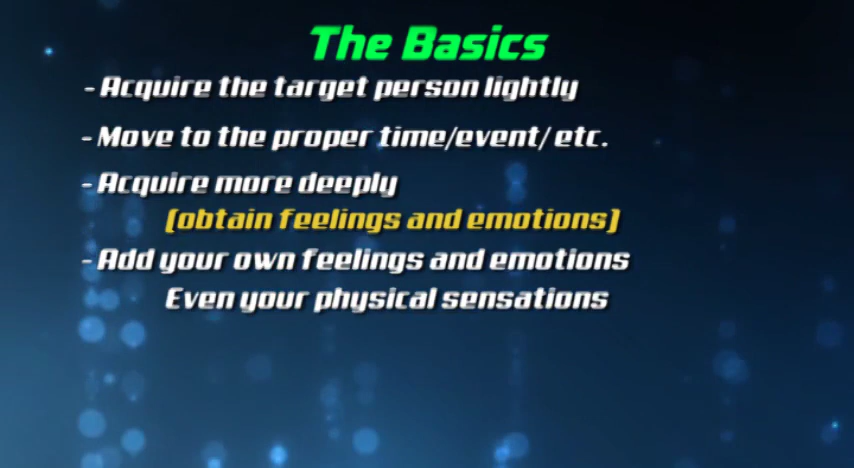 The Basics
- Acquire the target person lightly
- Move to the proper time/event/ etc.
- Acquire more deeply
(obtain feelings and emotions)
- Add your own feelings and emotions
Even your physical sensations